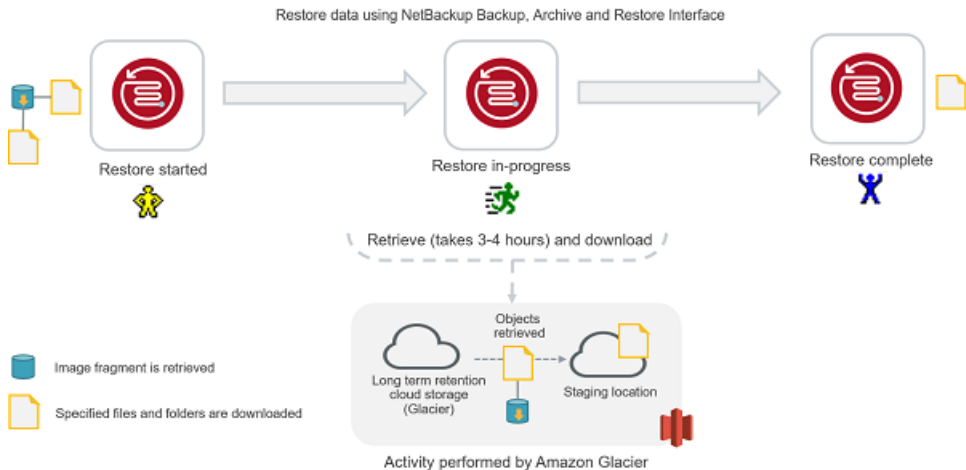 Restore data using NetBackup Backup, Archive and Restore Interface
Restore started
Restore in-progress
Restore complete
Retrieve (takes 3-4 hours) and download
Objects
retrieved
Long term retention
cloud storage
(Glacier)
Staging location
Image fragment is retrieved
Specified files and folders are downloaded
Activity performed by Amazon Glacier